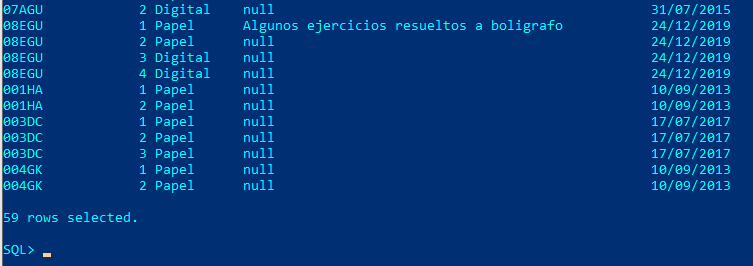 07AGU 2 Digital null 31/07/2015
08EGU 1 Papel Algunos ejercicios resueltos a boligrafo 24/12/2019
08EGU 2 Papel null 24/12/2019
08EGU 3 Digital null 24/12/2019
08EGU 4 Digital null 24/12/2019
001HA 1 Papel null 10/09/2013
001HA 2 Papel null 10/09/2013
003DC 1 Papel null 17/07/2017
003DC 2 Papel null 17/07/2017
003DC 3 Papel null 17/07/2017
004GK 1 Papel null 10/09/2013
004GK 2 Papel null 10/09/2013
59 rows selected.
SQL>